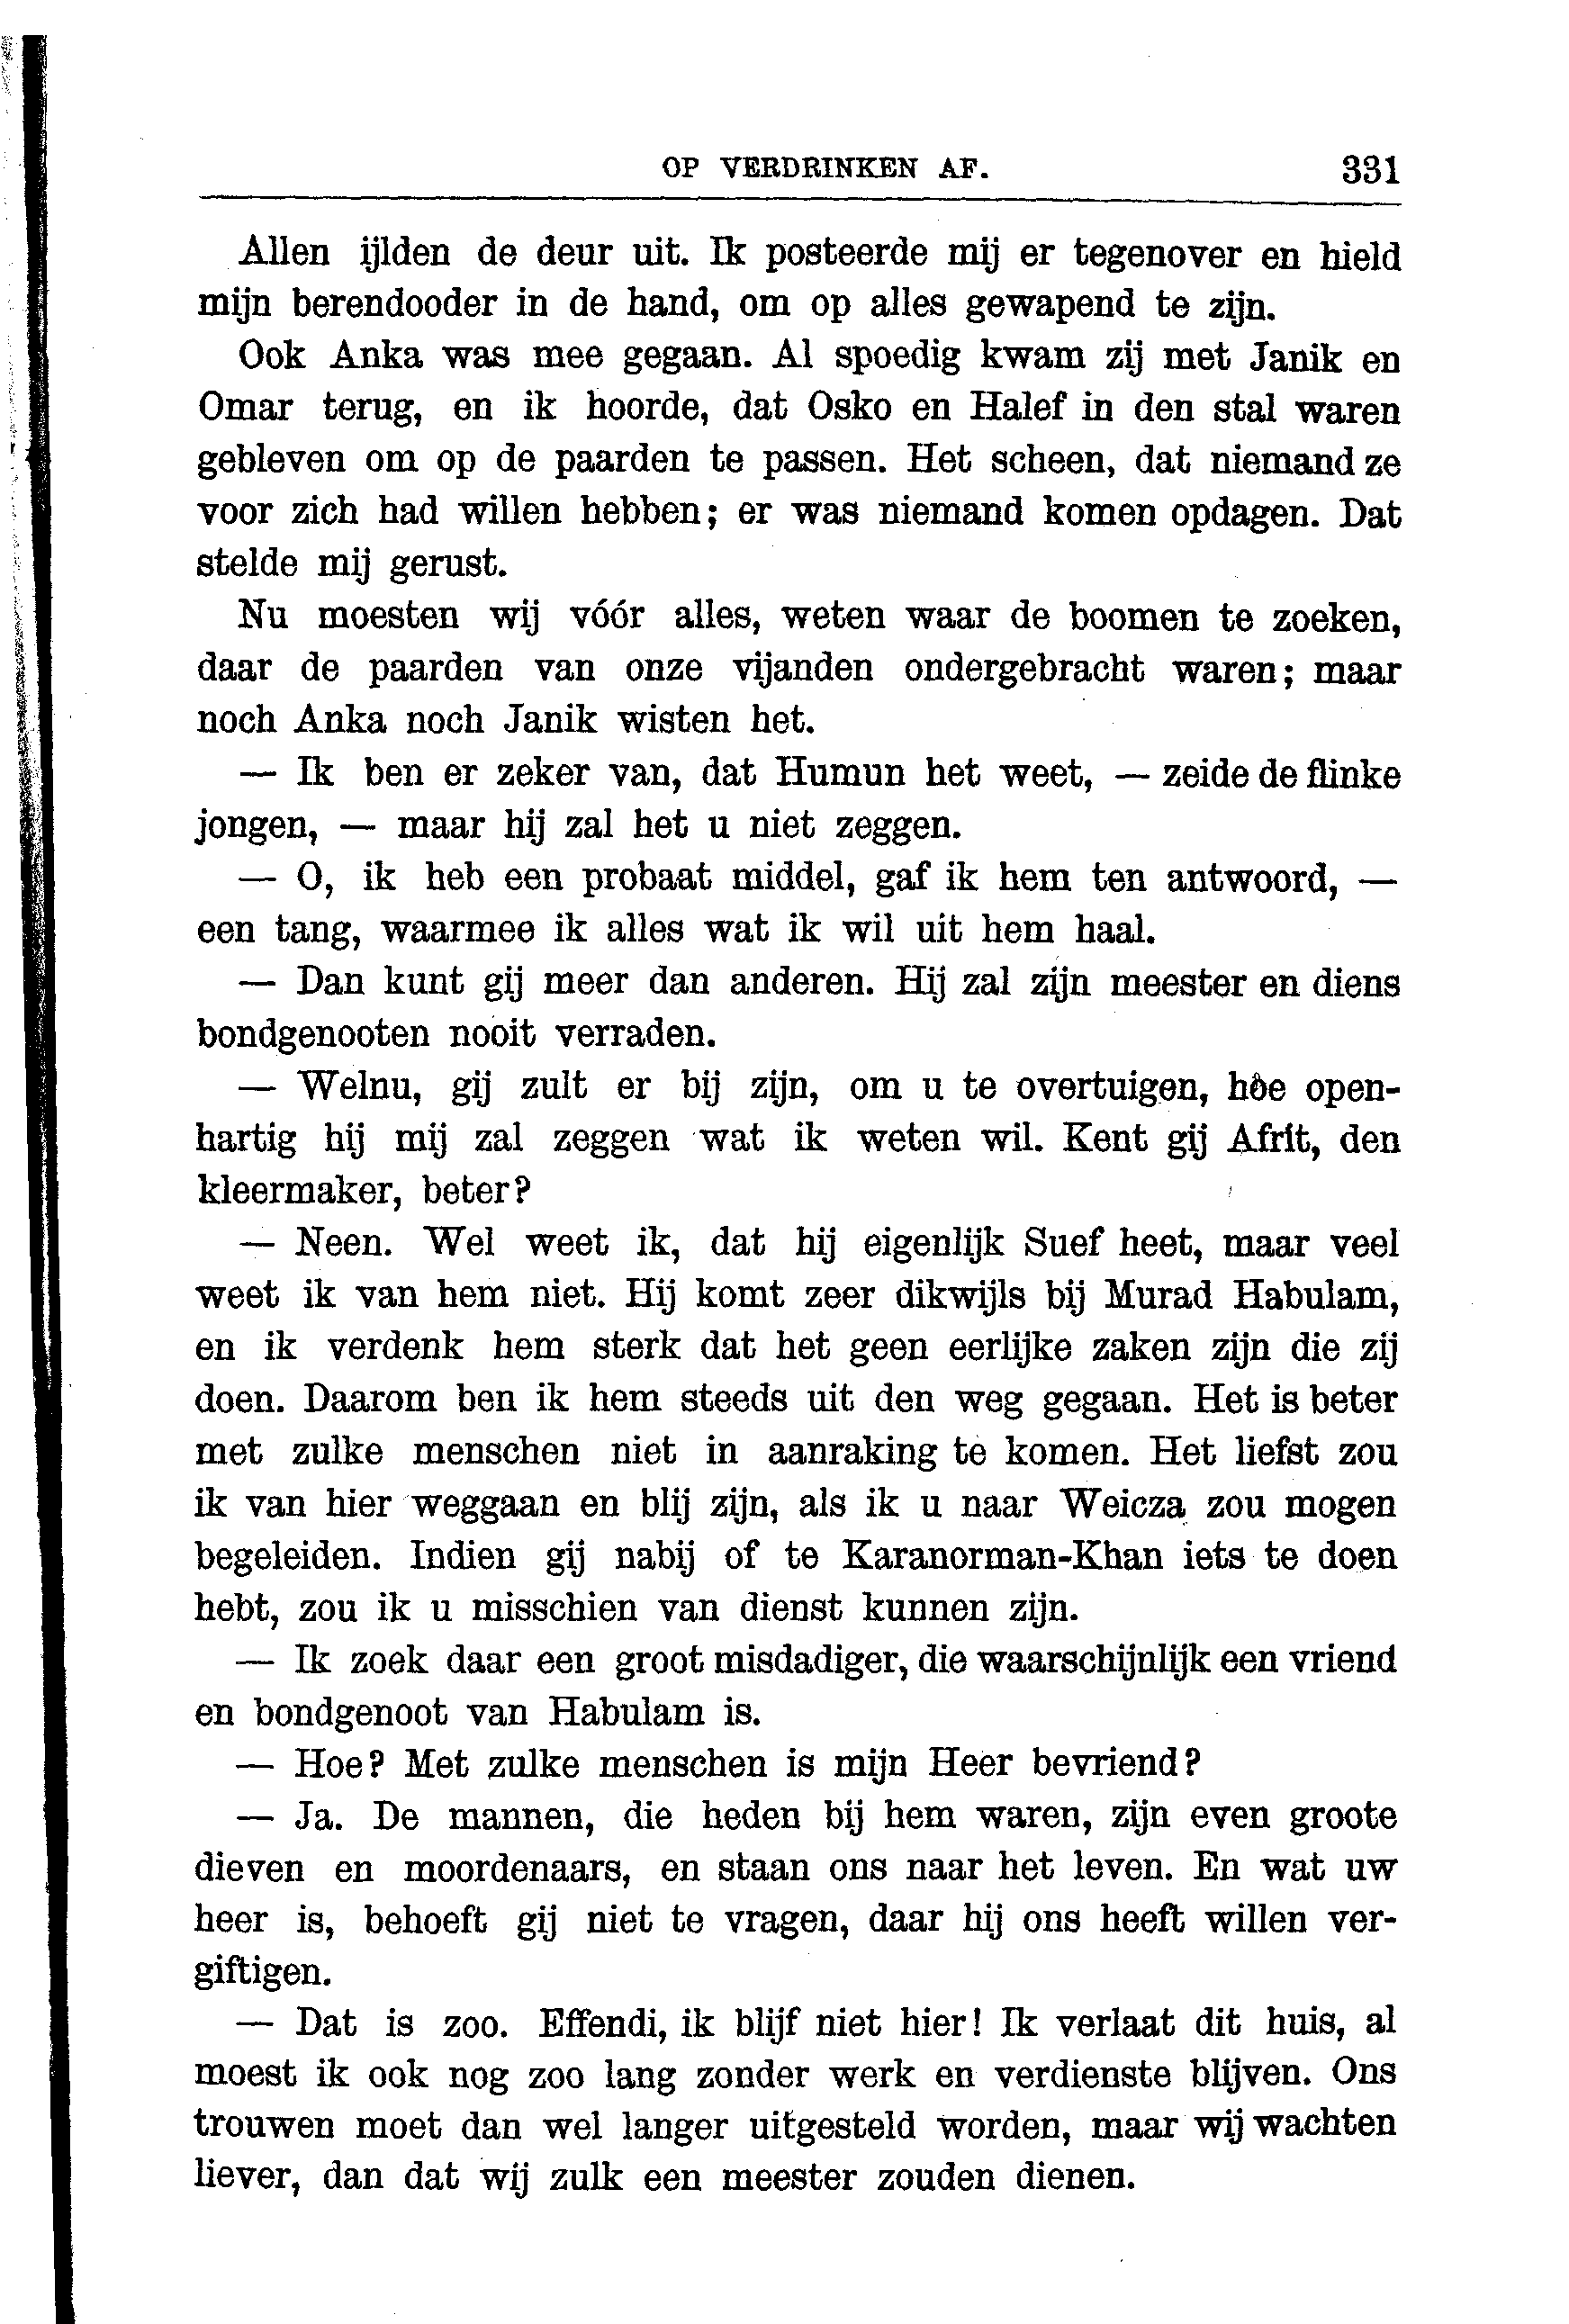 OP VERDRINKEN AF. 331
Allen ijlden de deur uit. Ik posteerde mij er tegenover en hield
mijn berendooder in de hand, om op alles gewapend te zijn.
Ook Anka was mee gegaan. Al spoedig kwam zij met Janik en
Omar terug, en ik hoorde, dat Osko en Halef in den stal waren
gebleven om op de paarden te passen. Het scheen, dat niemand ze
voor zich had willen hebben; er was niemand komen opdagen. Dat
stelde mij gerust.
Nu moesten wij vóór alles, weten waar de boomen te zoeken,
daar de paarden van onze vijanden ondergebracht waren; maar
noch Anka noch Janik wisten het.
— Ik ben er zeker van, dat Humun het weet, — zeide de flinke
jongen, — maar hij zal het u niet zeggen.
— O, ik heb een probaat middel, gaf ik hem ten antwoord, —
een tang, waarmee ik alles wat ik wil uit hem haal.
— Dan kunt gij meer dan anderen. Hij zal zijn meester en diens
bondgenooten nooit verraden.
— Welnu, gij zult er bij zijn, om u te overtuigen, hòe open-
hartig hij mij zal zeggen wat ik weten wil. Kent gij Afrit, den
kleermaker, beter?
— Neen. Wel weet ik, dat hij eigenlijk Suef heet, maar veel
weet ik van hem niet. Hij komt zeer dikwijls bij Murad Habulam,
en ik verdenk hem sterk dat het geen eerlijke zaken zijn die zij
doen. Daarom ben ik hem steeds uit den weg gegaan. Het is beter
met zulke menschen niet in aanraking te komen. Het liefst zou
ik van hier weggaan en blij zijn, als ik u naar Weicza zou mogen
begeleiden. Indien gij nabij of te Karanorman-Khan iets te doen
hebt, zou ik u misschien van dienst kunnen zijn.
— Ik zoek daar een groot misdadiger, die waarschijnlijk een vriend
en bondgenoot van Habulam is.
— Hoe? Met zulke menschen is mijn Heer bevriend?
— Ja. De mannen, die heden bij hem waren, zijn even groote
dieven en moordenaars, en staan ons naar het leven. En wat uw
heer is, behoeft gij niet te vragen, daar hij ons heeft willen ver-
giftigen.
— Dat is zoo. Effendi, ik blijf niet hier! Ik verlaat dit huis, al
moest ik ook nog zoo lang zonder werk en verdienste blijven. Ons
trouwen moet dan wel langer uitgesteld worden, maar wij wachten
liever, dan dat wij zulk een meester zouden dienen.